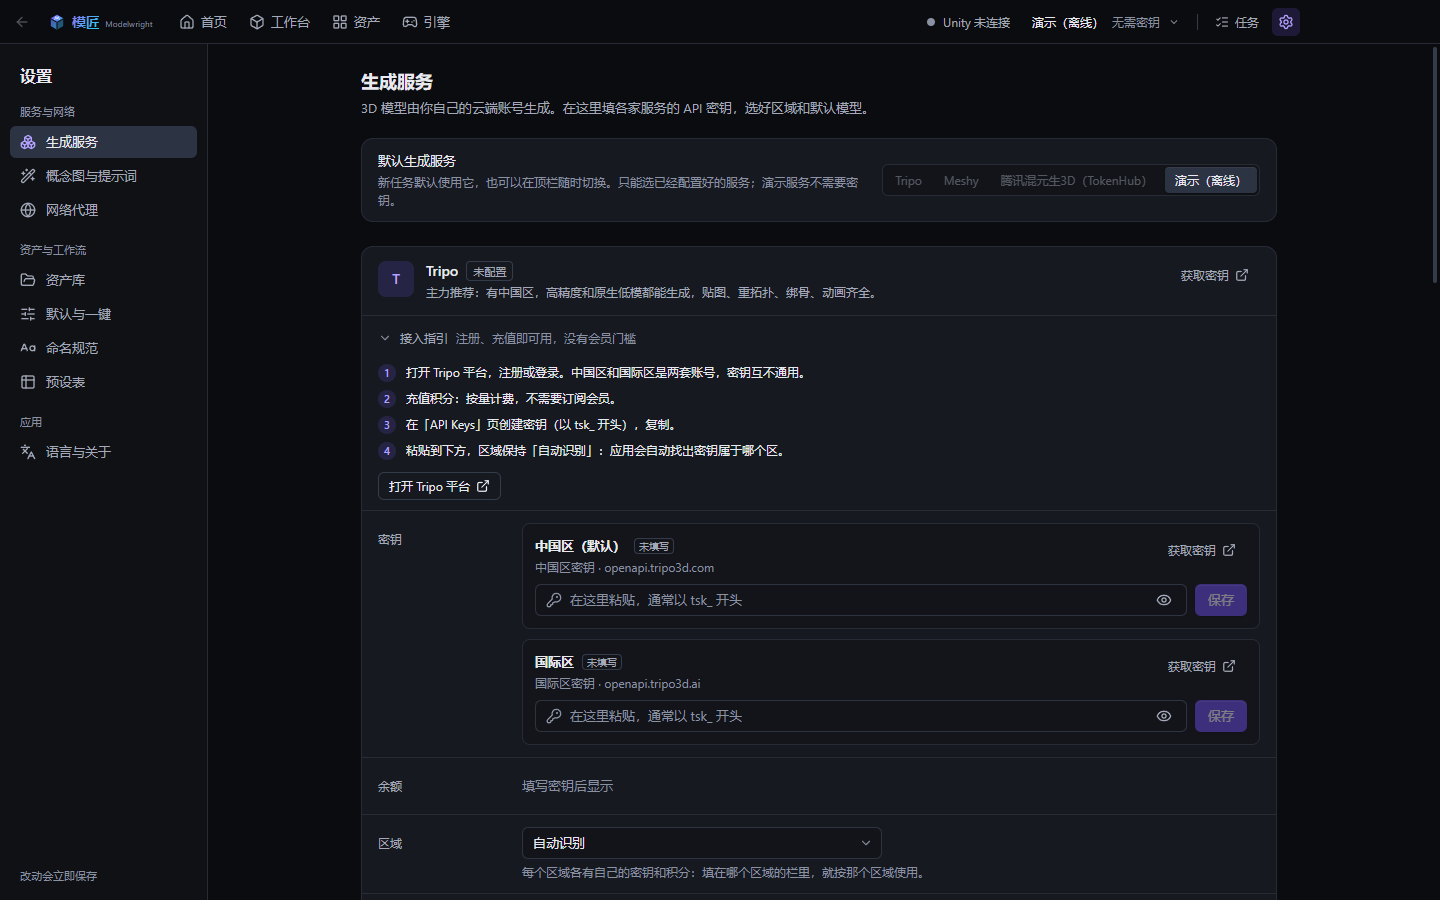 模匠 Modelwright 首页 工作台 资产 引擎 Unity 未连接 演示（离线） 无需密钥 任务
设置
服务与网络
生成服务
概念图与提示词
网络代理
资产与工作流
资产库
默认与一键
Aa 命名规范
预设表
应用
语言与关于
改动会立即保存
生成服务
3D 模型由你自己的云端账号生成。在这里填各家服务的 API 密钥，选好区域和默认模型。
默认生成服务
新任务默认使用它，也可以在顶栏随时切换。只能选已经配置好的服务；演示服务不需要密
钥。
Tripo Meshy 腾讯混元生3D（TokenHub） 演示（离线）
T Tripo 未配置 获取密钥
主力推荐：有中国区，高精度和原生低模都能生成，贴图、重拓扑、绑骨、动画齐全。
接入指引 注册、充值即可用，没有会员门槛
1 打开 Tripo 平台，注册或登录。中国区和国际区是两套账号，密钥互不通用。
2 充值积分：按量计费，不需要订阅会员。
3 在「API Keys」页创建密钥（以 tsk_ 开头），复制。
4 粘贴到下方，区域保持「自动识别」：应用会自动找出密钥属于哪个区。
打开 Tripo 平台
密钥
中国区（默认） 未填写 获取密钥
中国区密钥 · openapi.tripo3d.com
在这里粘贴，通常以 tsk_ 开头 保存
国际区 未填写 获取密钥
国际区密钥 · openapi.tripo3d.ai
在这里粘贴，通常以 tsk_ 开头 保存
余额 填写密钥后显示
区域 自动识别
每个区域各有自己的密钥和积分：填在哪个区域的栏里，就按那个区域使用。